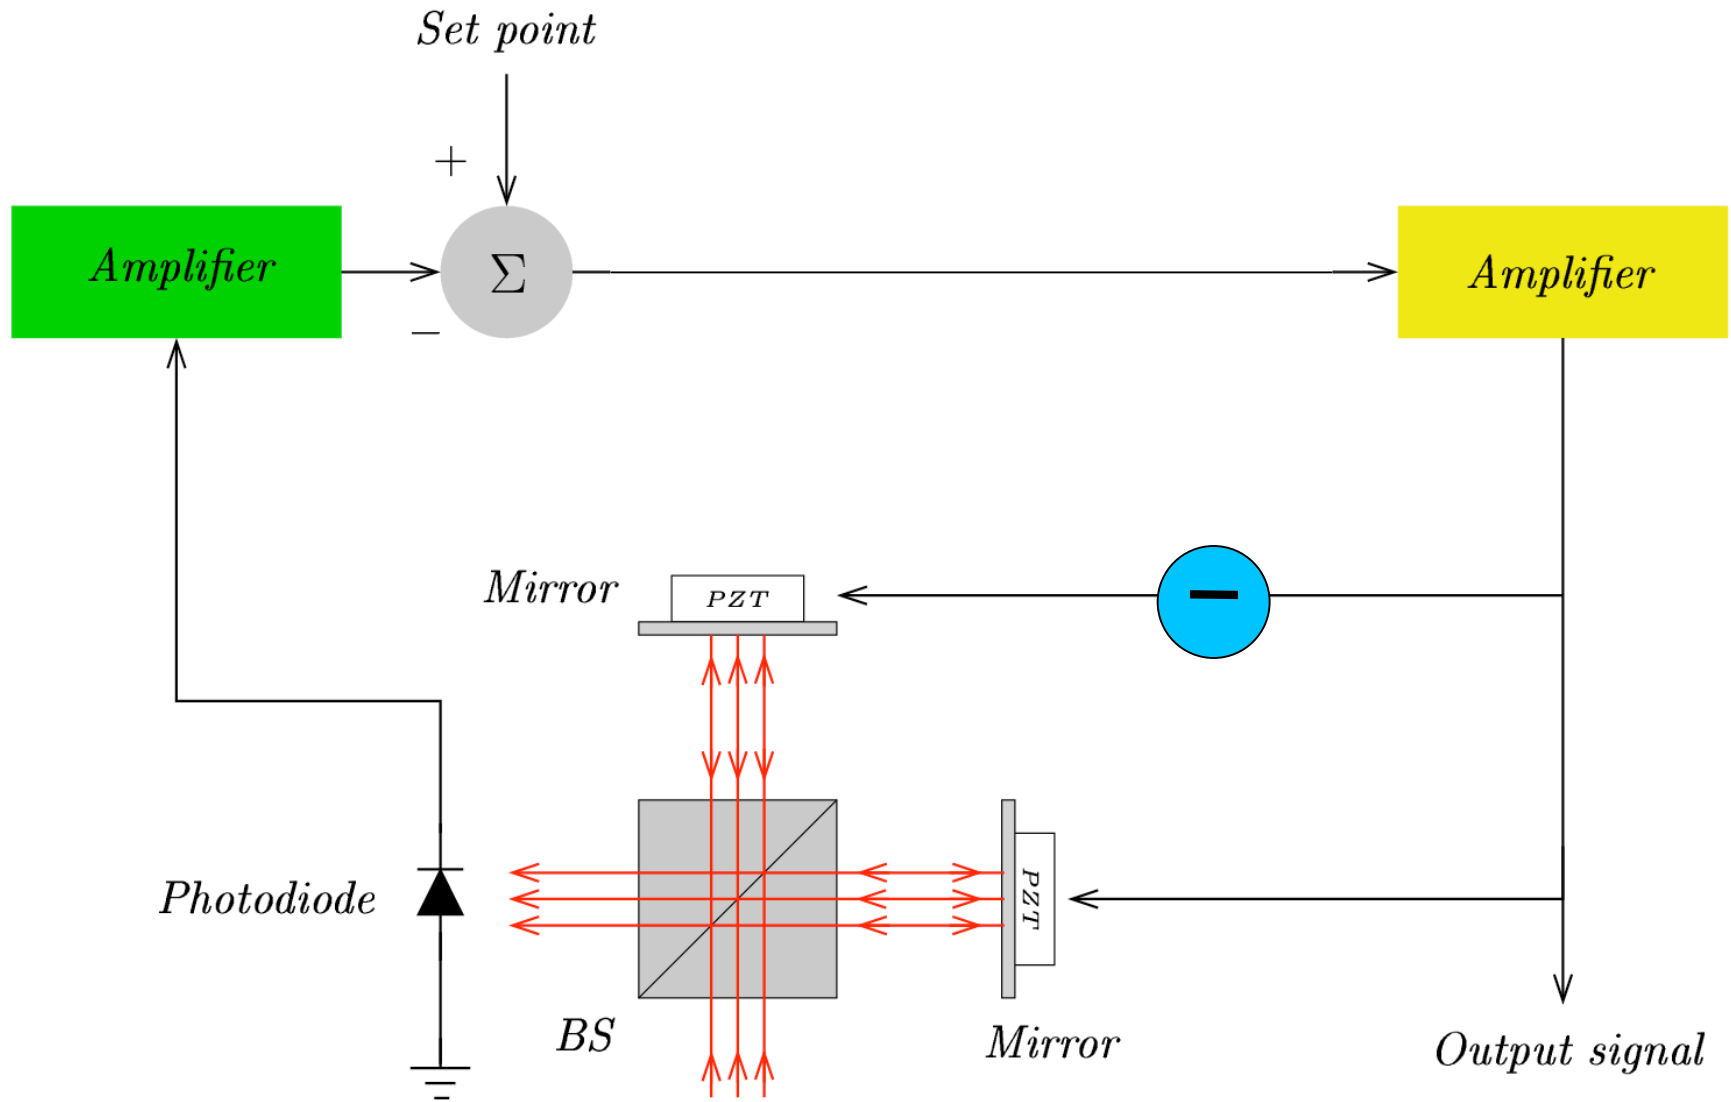 Set point
+
Amplifier
Σ
Amplifier
−
Mirror
PZT
−
Photodiode
PZT
BS
Mirror
Output signal